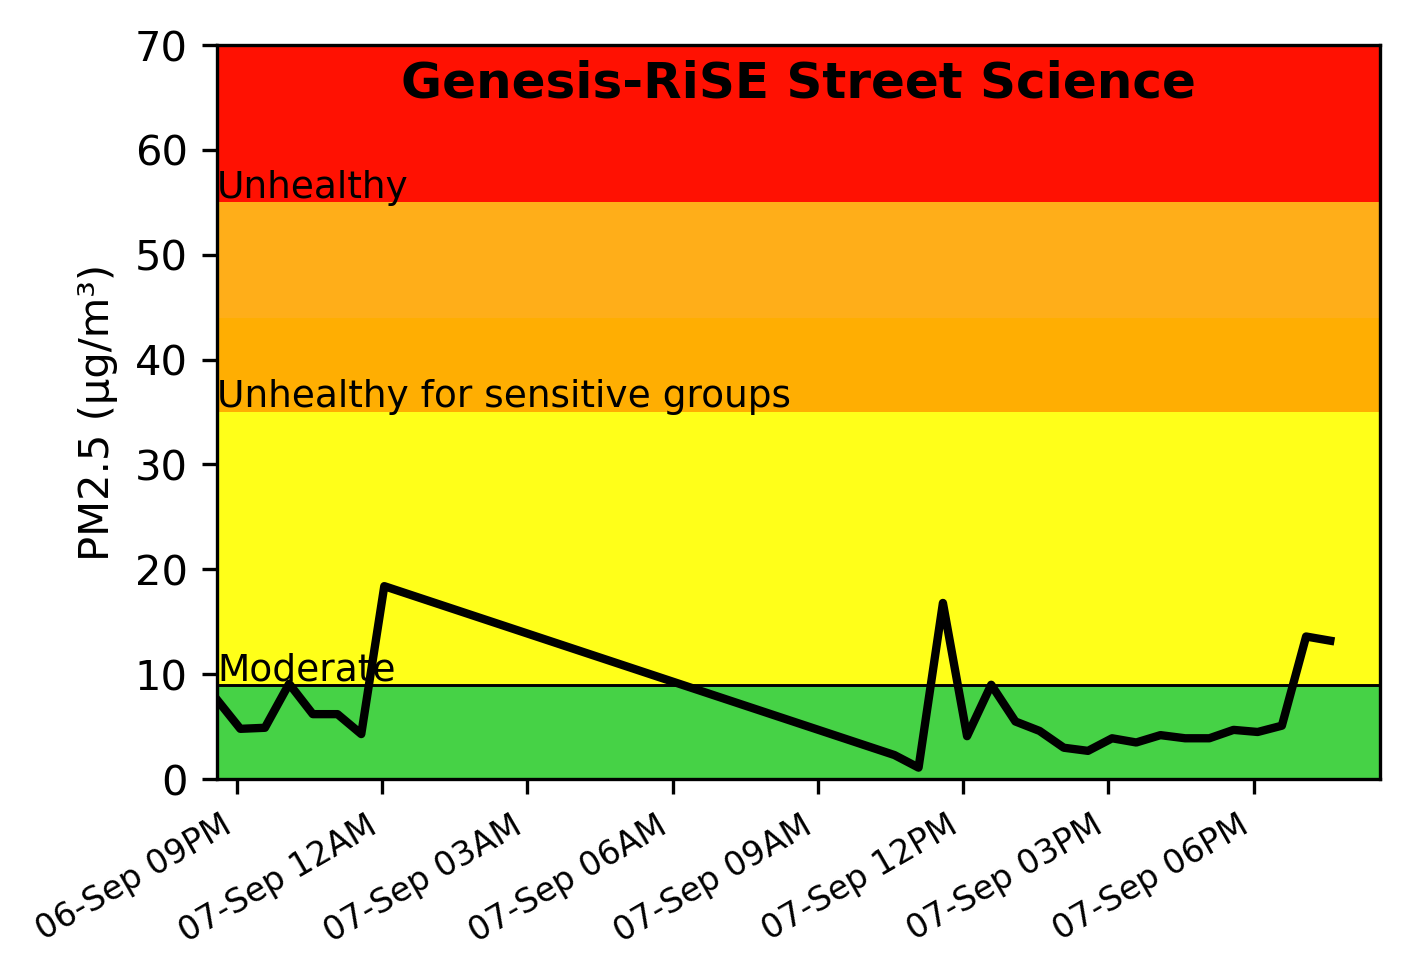 Genesis-RiSE Street Science
70
60
Unhealthy
50
40
Unhealthy for sensitive groups
30
20
Moderate
10
0
PM2.5 (µg/m³)
06-Sep 09PM
07-Sep 12AM
07-Sep 03AM
07-Sep 06AM
07-Sep 09AM
07-Sep 12PM
07-Sep 03PM
07-Sep 06PM